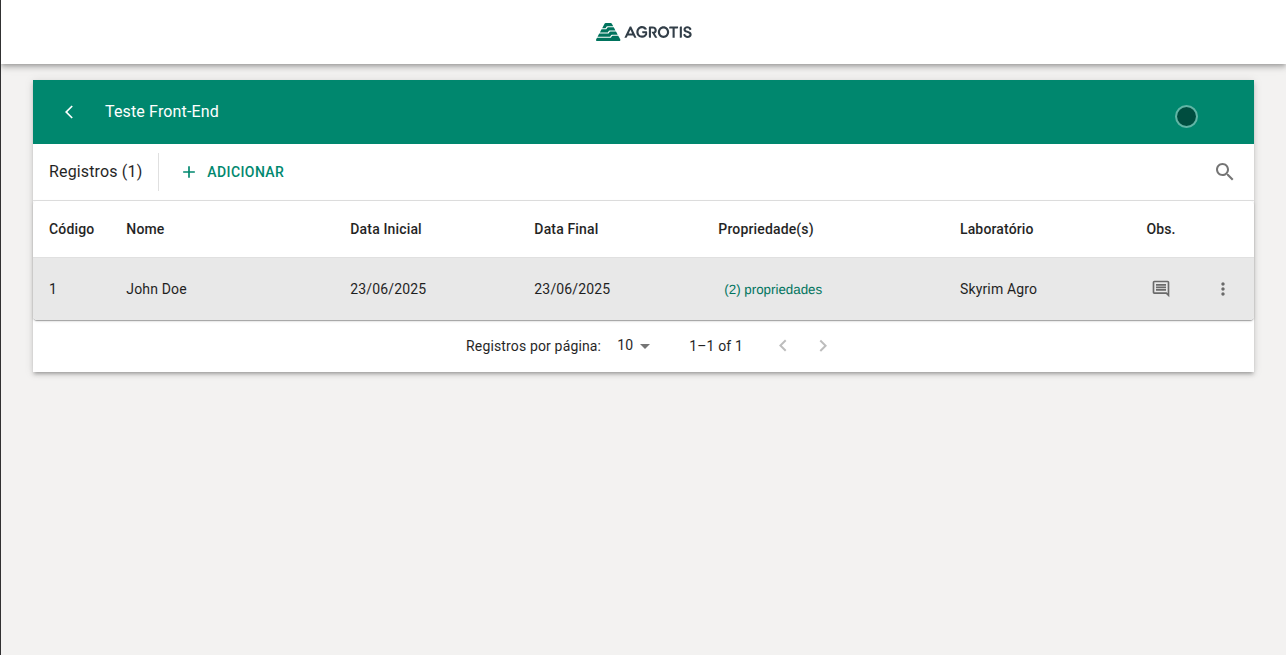 AGROTIS
Teste Front-End
Registros (1) ADICIONAR
Código Nome Data Inicial Data Final Propriedade(s) Laboratório Obs.
1 John Doe 23/06/2025 23/06/2025 (2) propriedades Skyrim Agro
Registros por página: 10 1–1 of 1